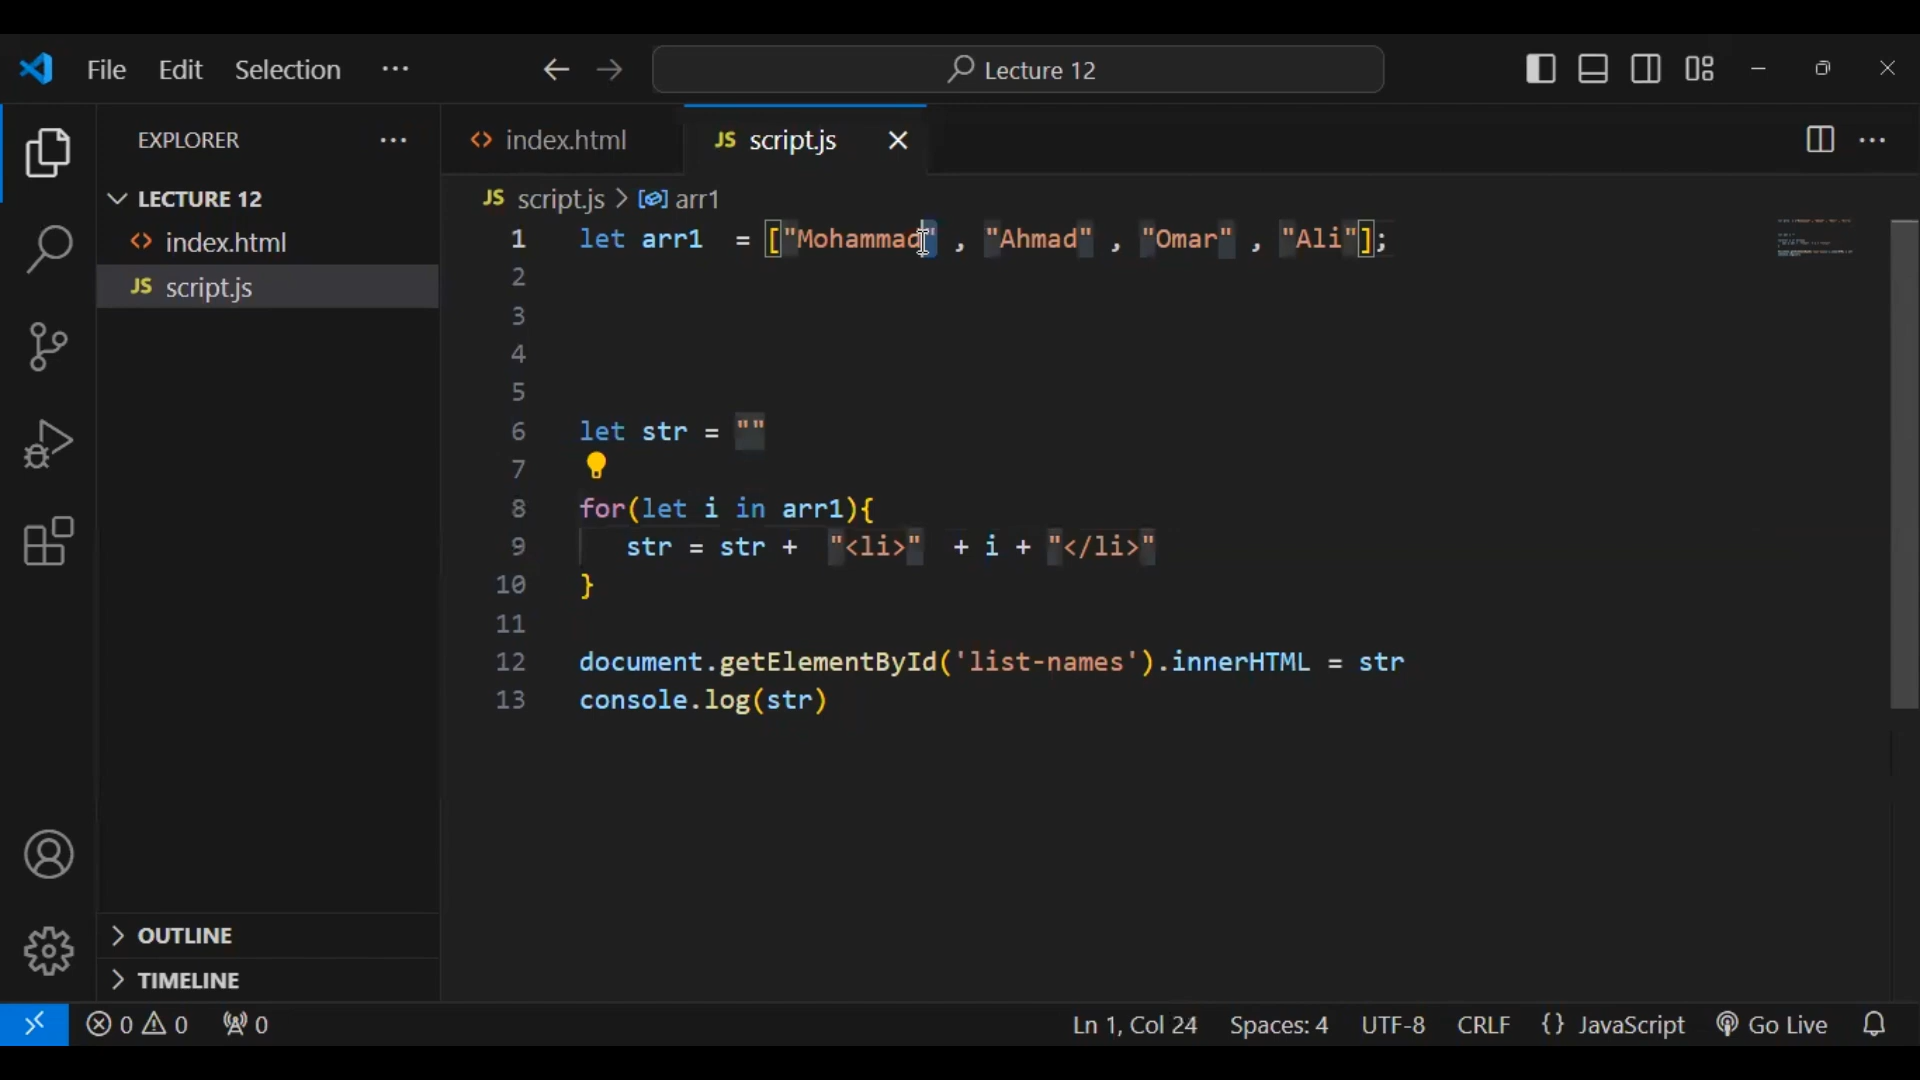 File Edit Selection ··· Lecture 12
EXPLORER ···
LECTURE 12
index.html
JS script.js
OUTLINE
TIMELINE
index.html JS script.js
JS script.js > arr1
1 let arr1  = ["Mohammad" , "Ahmad" , "Omar" , "Ali"];
2
3
4
5
6 let str = ""
7
8 for(let i in arr1){
9    str = str +  "<li>"  + i + "</li>"
10 }
11
12 document.getElementById('list-names').innerHTML = str
13 console.log(str)
0 0 0 Ln 1, Col 24 Spaces: 4 UTF-8 CRLF {} JavaScript Go Live